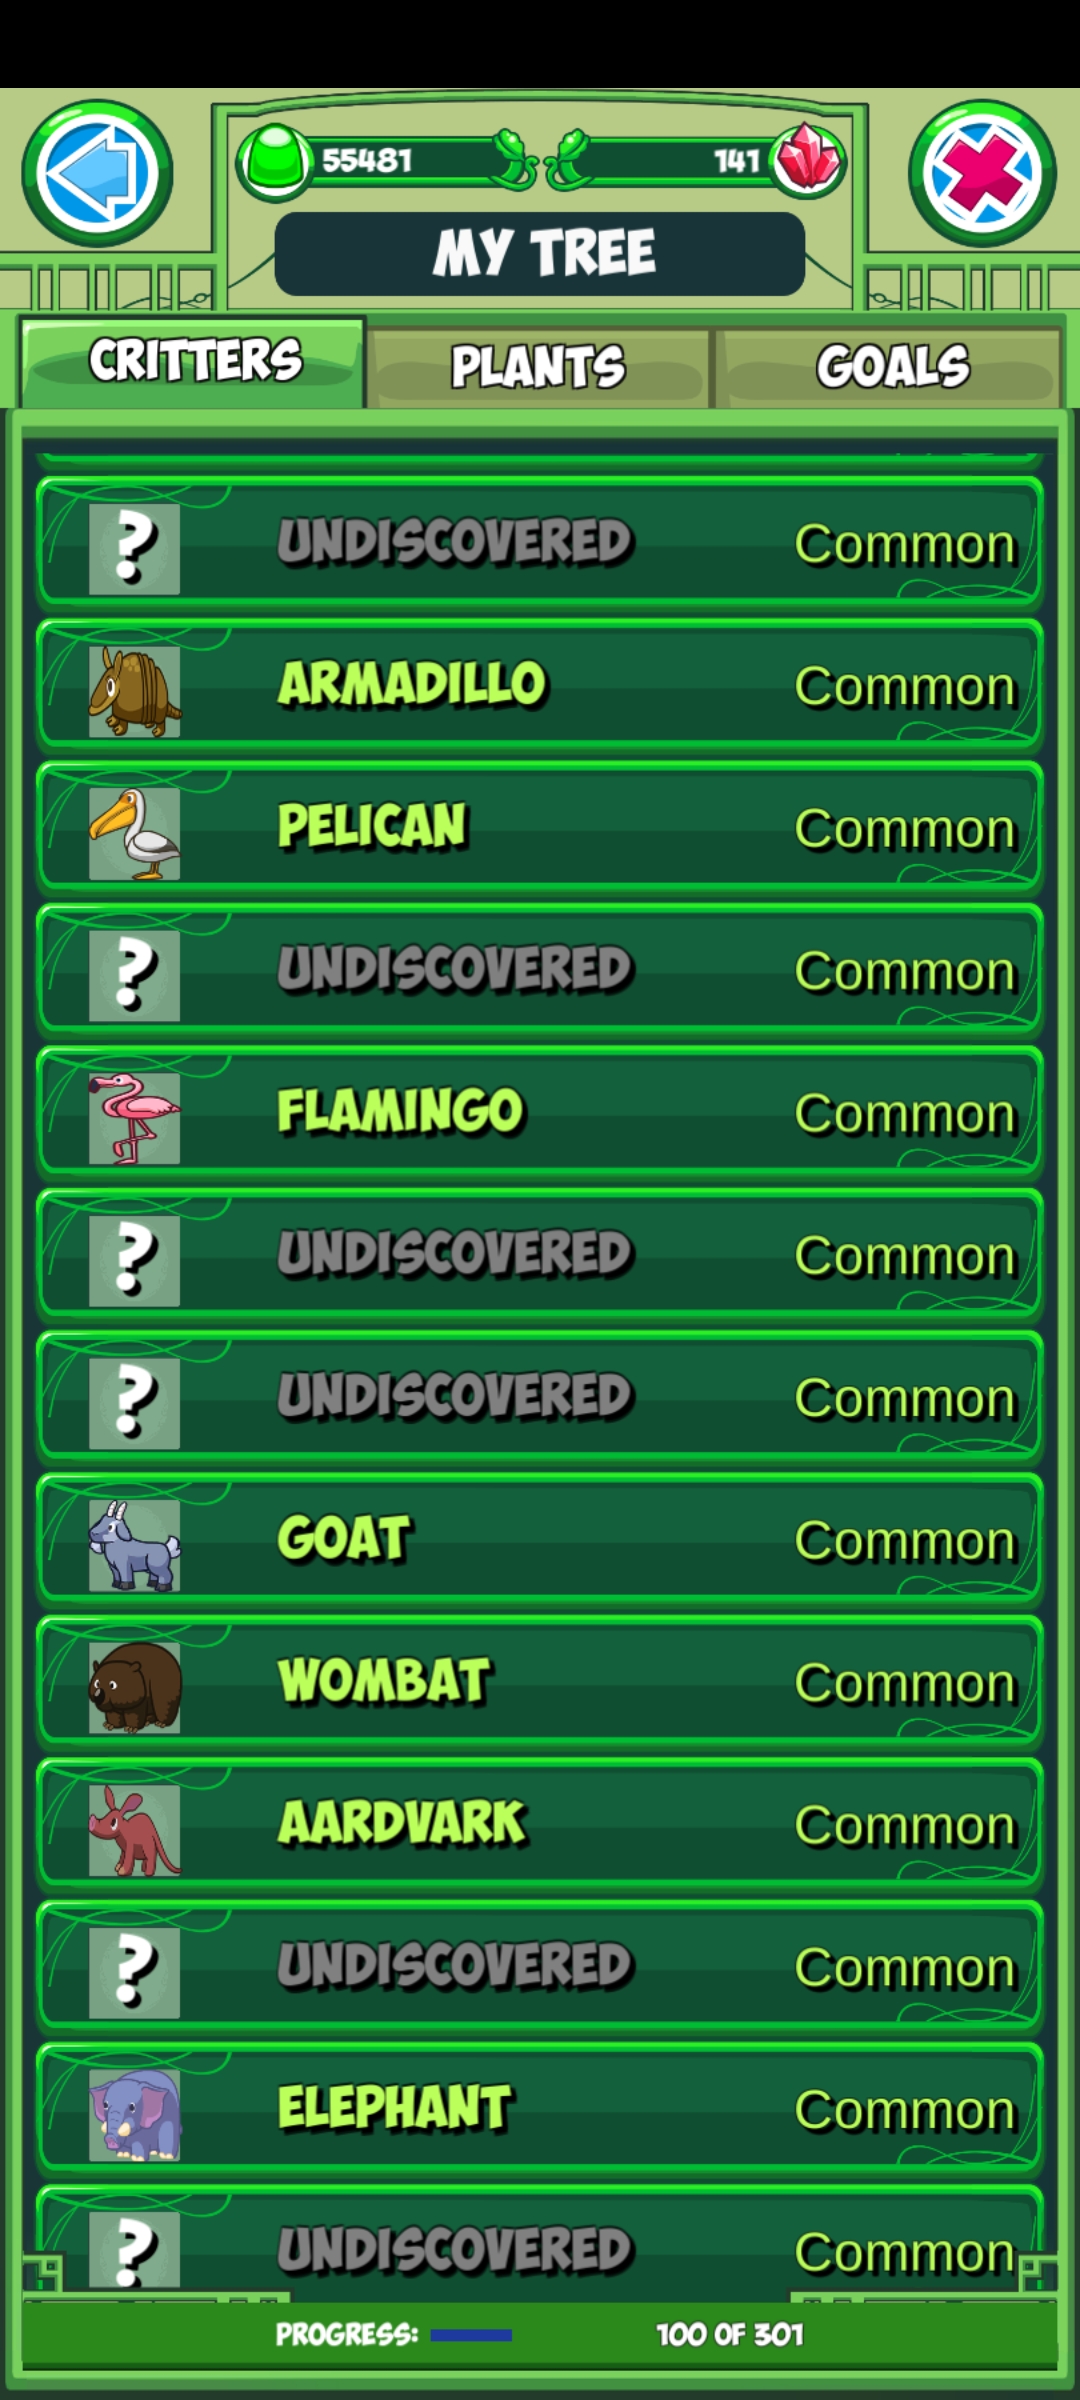 55481
141
MY TREE
CRITTERS
PLANTS
GOALS
? UNDISCOVERED Common
ARMADILLO Common
PELICAN Common
? UNDISCOVERED Common
FLAMINGO Common
? UNDISCOVERED Common
? UNDISCOVERED Common
GOAT Common
WOMBAT Common
AARDVARK Common
? UNDISCOVERED Common
ELEPHANT Common
? UNDISCOVERED Common
PROGRESS: 100 OF 301